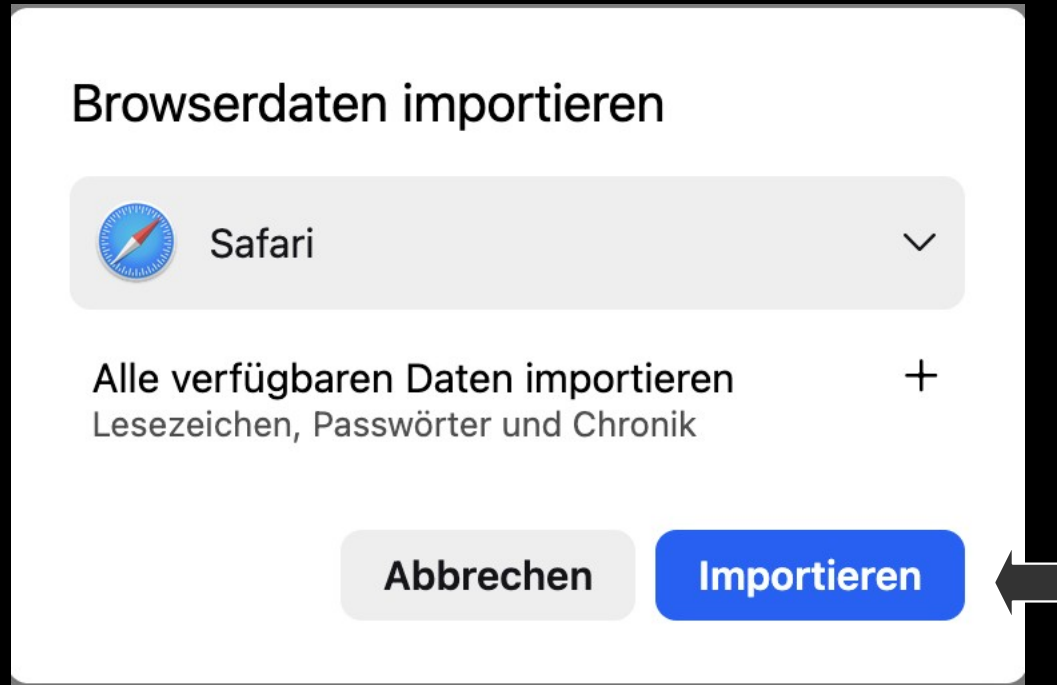 Browserdaten importieren
Safari
Alle verfügbaren Daten importieren
Lesezeichen, Passwörter und Chronik
Abbrechen
Importieren